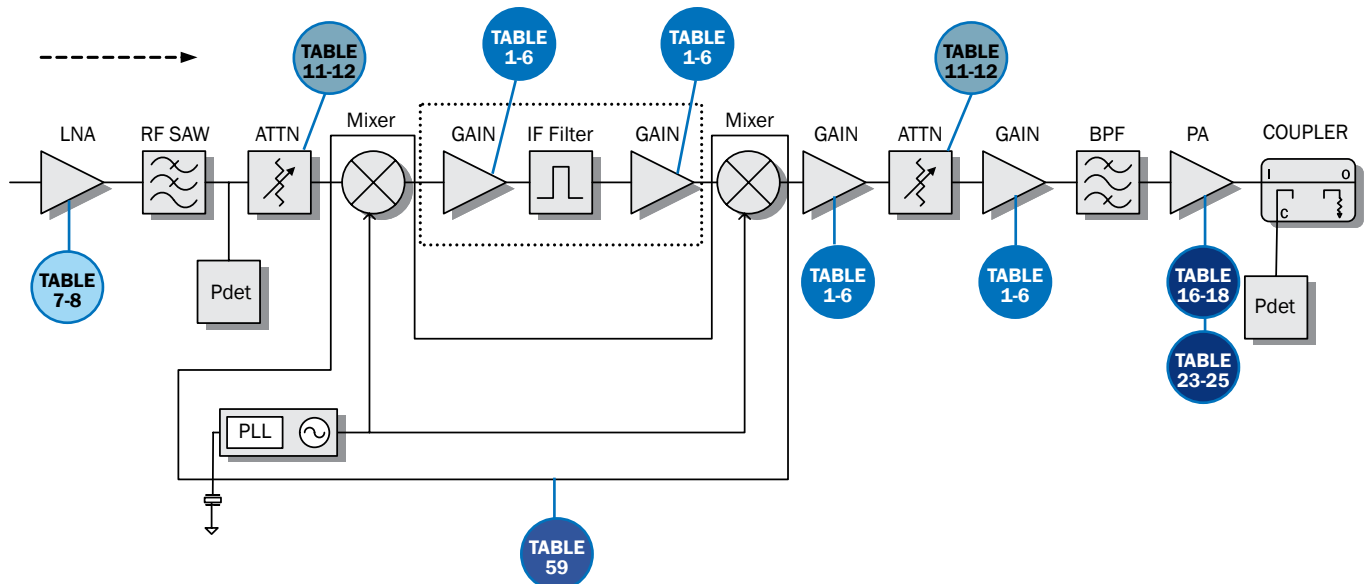 TABLE
11-12
TABLE
1-6
TABLE
1-6
TABLE
11-12
LNA
RF SAW
ATTN
Mixer
GAIN
IF Filter
GAIN
Mixer
GAIN
ATTN
GAIN
BPF
PA
COUPLER
I
O
C
TABLE
7-8
Pdet
TABLE
1-6
TABLE
1-6
TABLE
16-18
Pdet
TABLE
23-25
PLL
TABLE
59